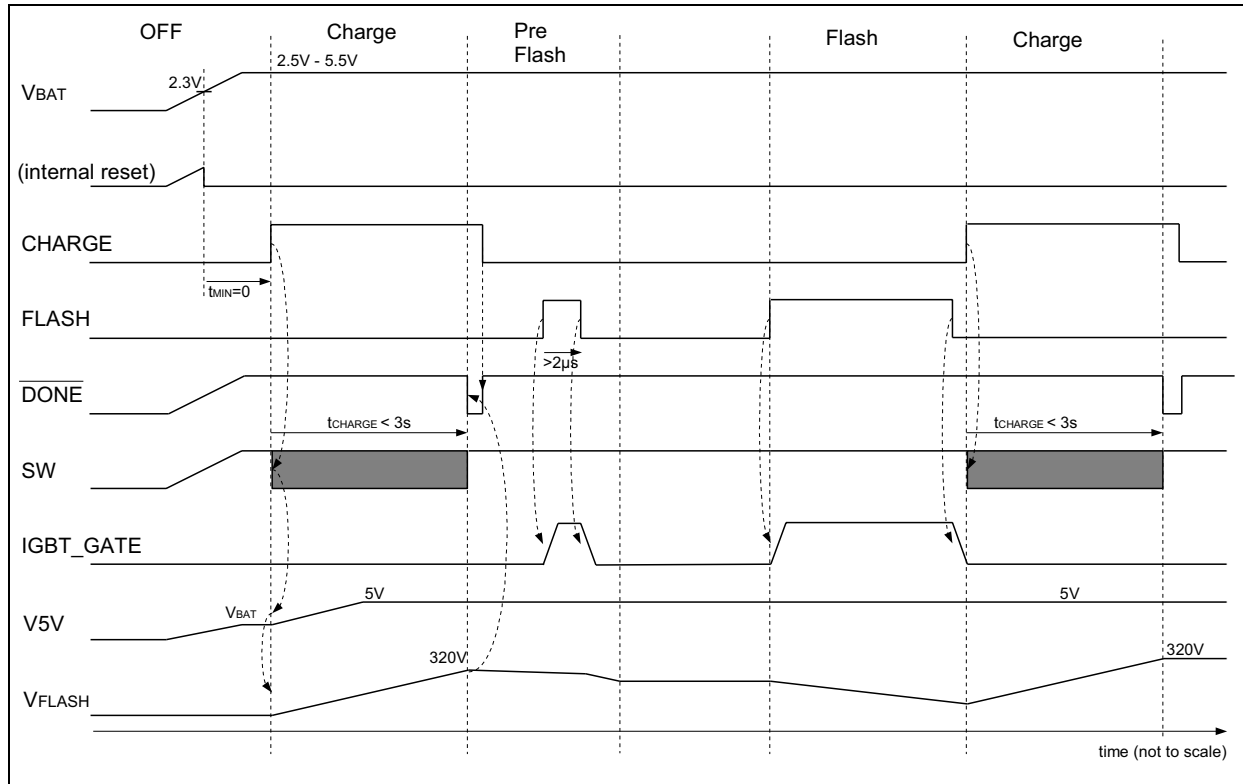 OFF
Charge
Pre
Flash
Flash
Charge
2.5V - 5.5V
2.3V
VBAT
(internal reset)
CHARGE
tMIN=0
FLASH
>2µs
DONE
tCHARGE < 3s
tCHARGE < 3s
SW
IGBT_GATE
5V
5V
VBAT
V5V
320V
320V
VFLASH
time (not to scale)